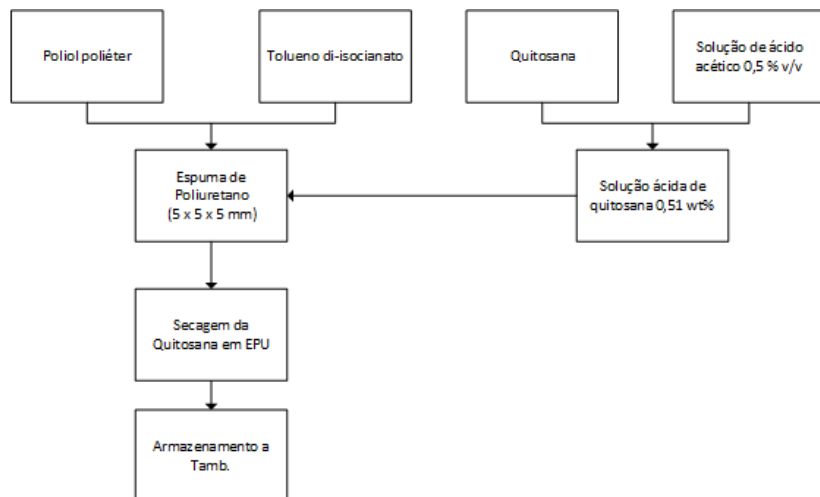 Poliol poliéter
Tolueno di-isocianato
Quitosana
Solução de ácido
acético 0,5 % v/v
Espuma de
Poliuretano
(5 x 5 x 5 mm)
Solução ácida de
quitosana 0,51 wt%
Secagem da
Quitosana em EPU
Armazenamento a
Tamb.